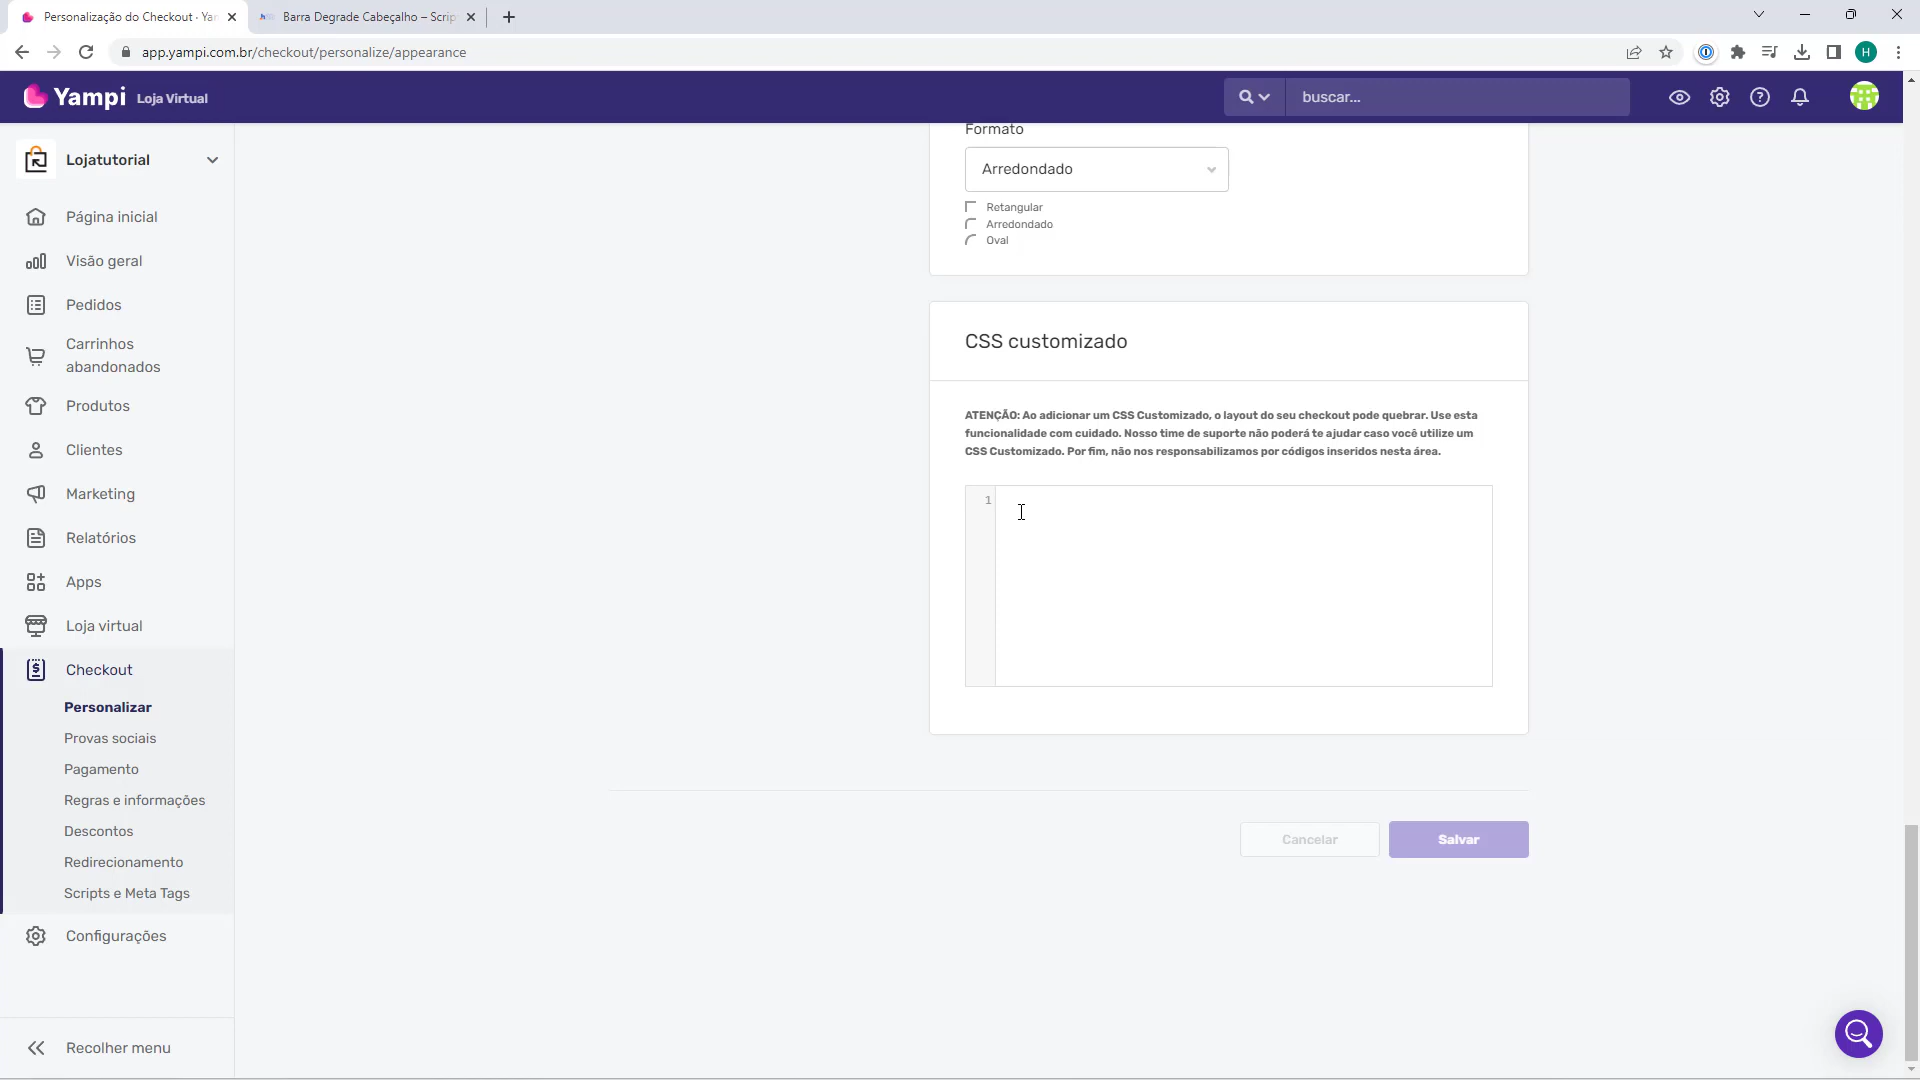 Personalização do Checkout · Yan
Barra Degrade Cabeçalho – Scrip
app.yampi.com.br/checkout/personalize/appearance
H
Yampi Loja Virtual
buscar...
Lojatutorial
Página inicial
Visão geral
Pedidos
Carrinhos
abandonados
Produtos
Clientes
Marketing
Relatórios
Apps
Loja virtual
Checkout
Personalizar
Provas sociais
Pagamento
Regras e informações
Descontos
Redirecionamento
Scripts e Meta Tags
Configurações
Recolher menu
Formato
Arredondado
Retangular
Arredondado
Oval
CSS customizado
ATENÇÃO: Ao adicionar um CSS Customizado, o layout do seu checkout pode quebrar. Use esta
funcionalidade com cuidado. Nosso time de suporte não poderá te ajudar caso você utilize um
CSS Customizado. Por fim, não nos responsabilizamos por códigos inseridos nesta área.
1
Cancelar
Salvar